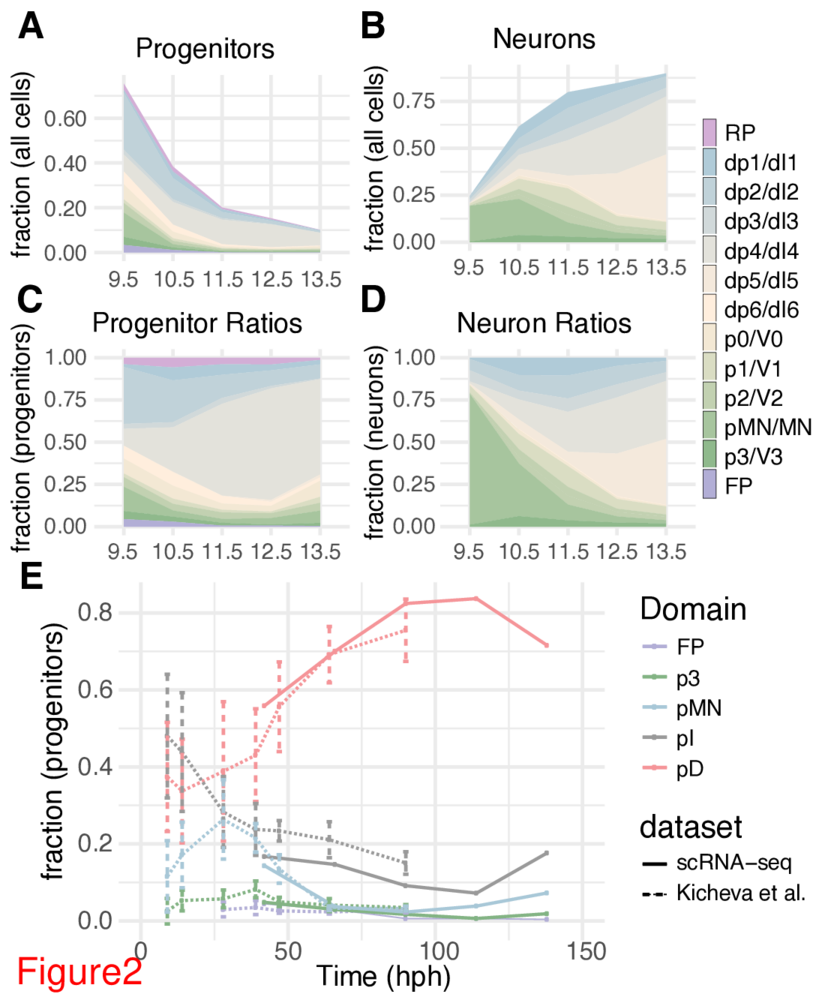 A
Progenitors
fraction (all cells)
0.60
0.40
0.20
0.00
9.5 10.5 11.5 12.5 13.5
B
Neurons
fraction (all cells)
0.75
0.50
0.25
0.00
9.5 10.5 11.5 12.5 13.5
RP
dp1/dI1
dp2/dI2
dp3/dI3
dp4/dI4
dp5/dI5
dp6/dI6
p0/V0
p1/V1
p2/V2
pMN/MN
p3/V3
FP
C
Progenitor Ratios
fraction (progenitors)
1.00
0.75
0.50
0.25
0.00
9.5 10.5 11.5 12.5 13.5
D
Neuron Ratios
fraction (neurons)
1.00
0.75
0.50
0.25
0.00
9.5 10.5 11.5 12.5 13.5
E
fraction (progenitors)
0.8
0.6
0.4
0.2
0.0
0 50 100 150
Time (hph)
Domain
FP
p3
pMN
pI
pD
dataset
scRNA−seq
Kicheva et al.
Figure2